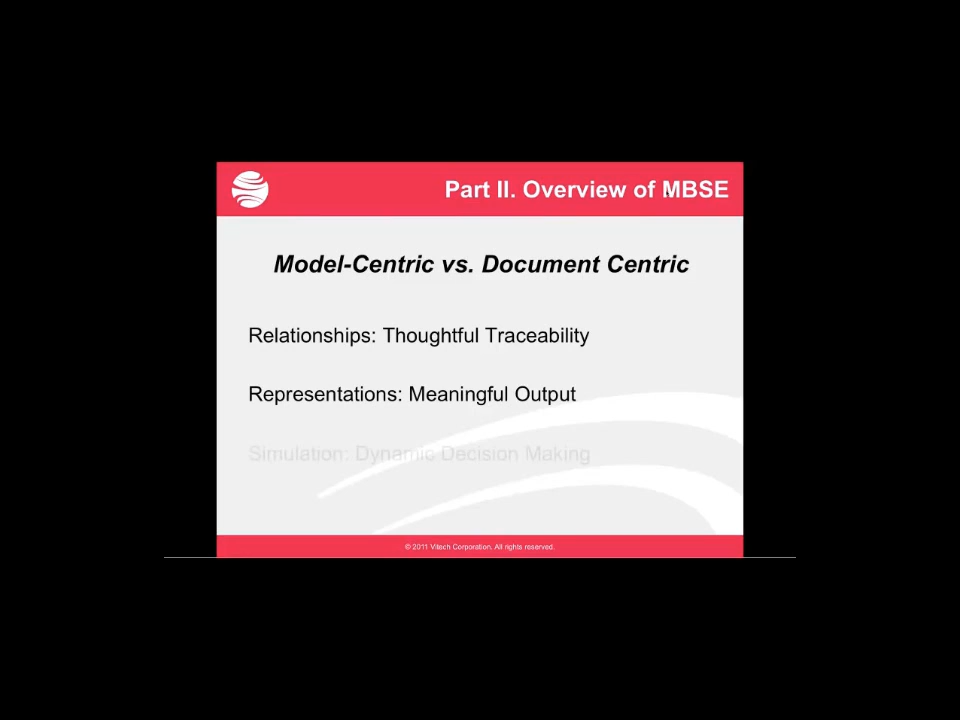 Part II. Overview of MBSE
Model-Centric vs. Document Centric
Relationships: Thoughtful Traceability
Representations: Meaningful Output
Simulation: Dynamic Decision Making
© 2011 Vitech Corporation. All rights reserved.